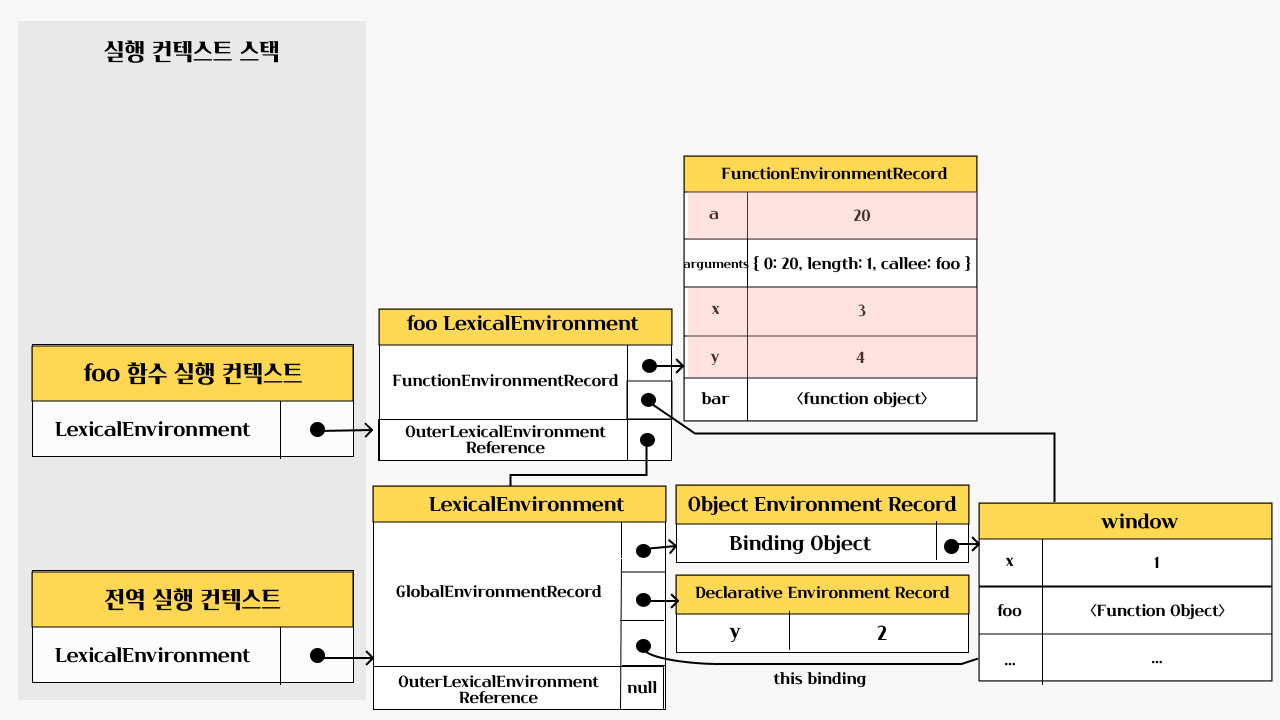 실행 컨텍스트 스택
FunctionEnvironmentRecord
a 20
arguments { 0: 20, length: 1, callee: foo }
x 3
y 4
bar 〈function object〉
foo LexicalEnvironment
FunctionEnvironmentRecord
OuterLexicalEnvironment
Reference
foo 함수 실행 컨텍스트
LexicalEnvironment
LexicalEnvironment
GlobalEnvironmentRecord
OuterLexicalEnvironment
Reference
null
Object Environment Record
Binding Object
Declarative Environment Record
y 2
this binding
window
x 1
foo 〈Function Object〉
... ...
전역 실행 컨텍스트
LexicalEnvironment